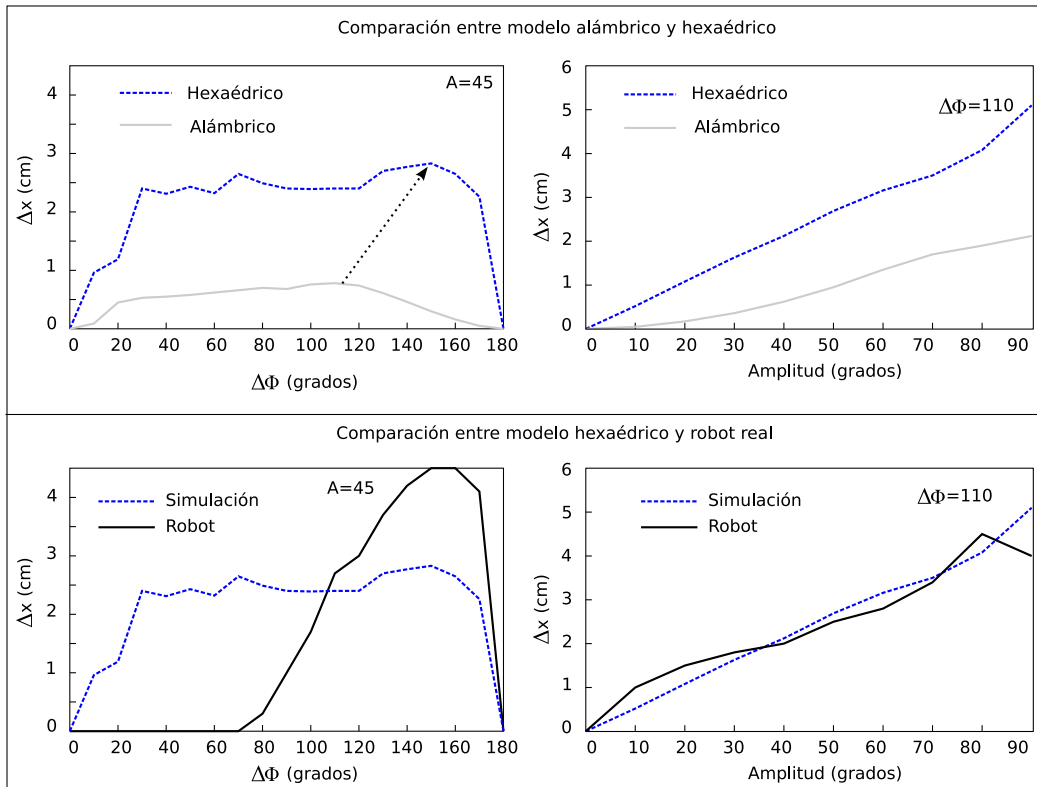 Comparación entre modelo alámbrico y hexaédrico
A=45
Hexaédrico
Alámbrico
Δx (cm)
4
3
2
1
0
0 20 40 60 80 100 120 140 160 180
ΔΦ (grados)
Hexaédrico
Alámbrico
ΔΦ=110
Δx (cm)
6
5
4
3
2
1
0
0 10 20 30 40 50 60 70 80 90
Amplitud (grados)
Comparación entre modelo hexaédrico y robot real
A=45
Simulación
Robot
Δx (cm)
4
3
2
1
0
0 20 40 60 80 100 120 140 160 180
ΔΦ (grados)
Simulación
Robot
ΔΦ=110
Δx (cm)
6
5
4
3
2
1
0
0 10 20 30 40 50 60 70 80 90
Amplitud (grados)